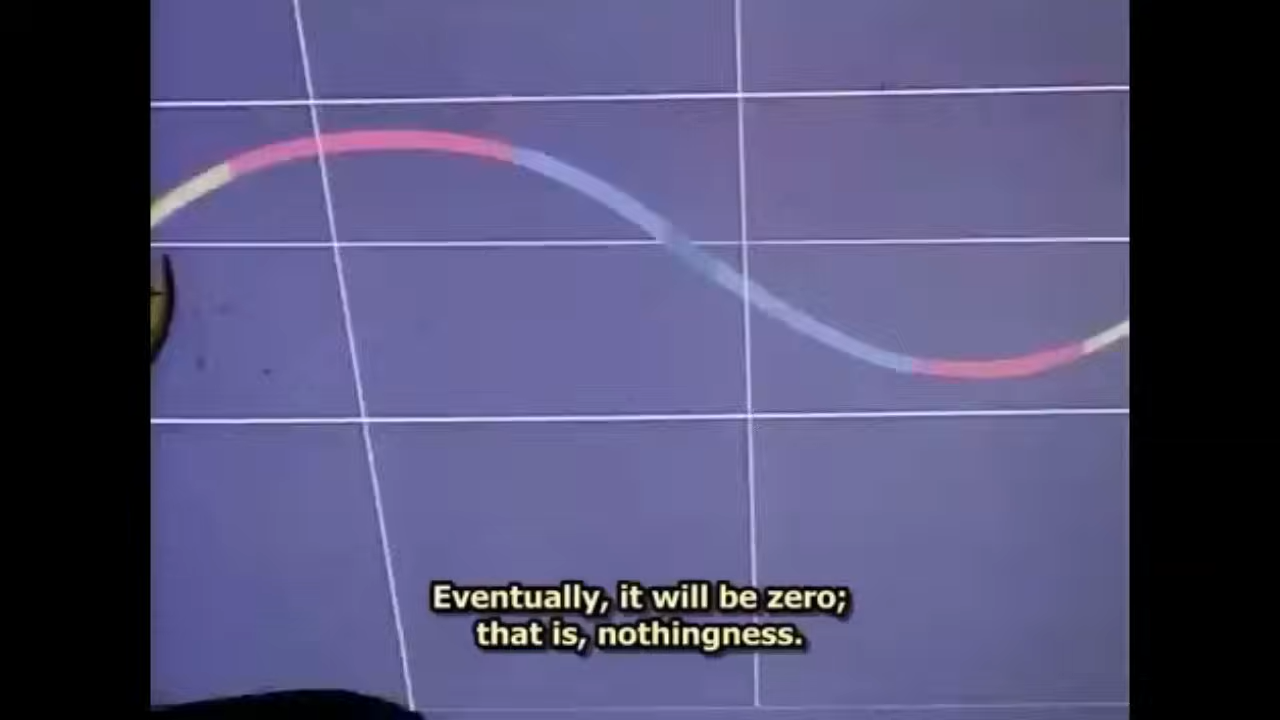 Eventually, it will be zero;
that is, nothingness.